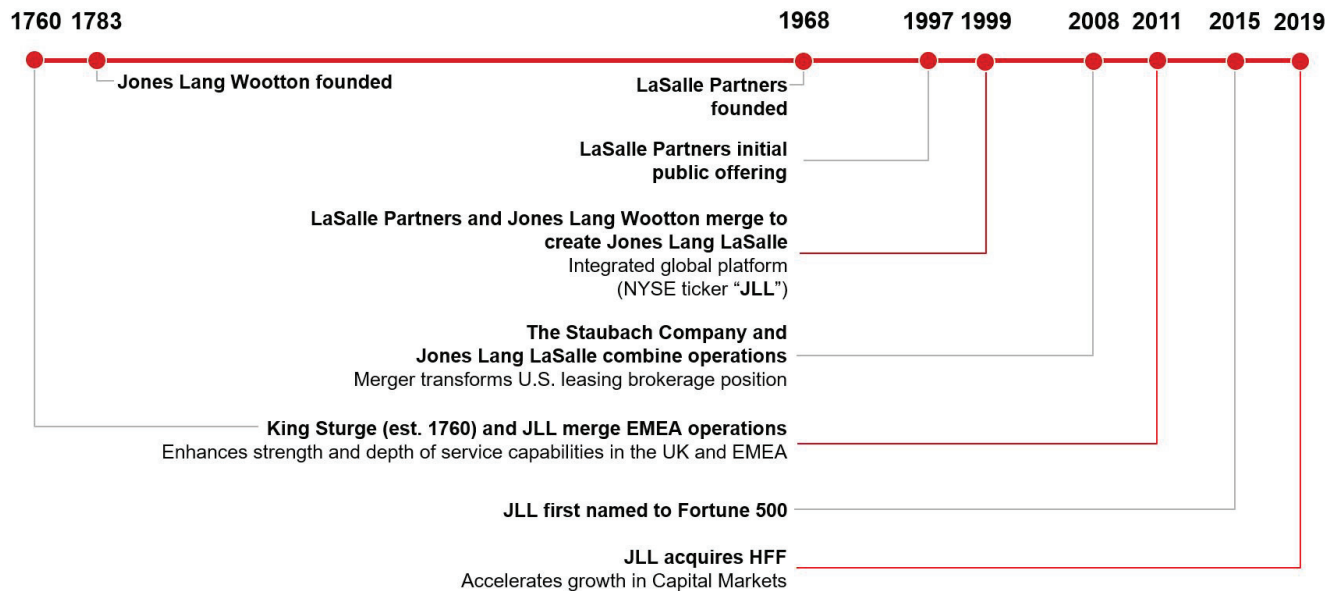 1760 1783 1968 1997 1999 2008 2011 2015 2019
Jones Lang Wootton founded
LaSalle Partners
founded
LaSalle Partners initial
public offering
LaSalle Partners and Jones Lang Wootton merge to
create Jones Lang LaSalle
Integrated global platform
(NYSE ticker “JLL”)
The Staubach Company and
Jones Lang LaSalle combine operations
Merger transforms U.S. leasing brokerage position
King Sturge (est. 1760) and JLL merge EMEA operations
Enhances strength and depth of service capabilities in the UK and EMEA
JLL first named to Fortune 500
JLL acquires HFF
Accelerates growth in Capital Markets